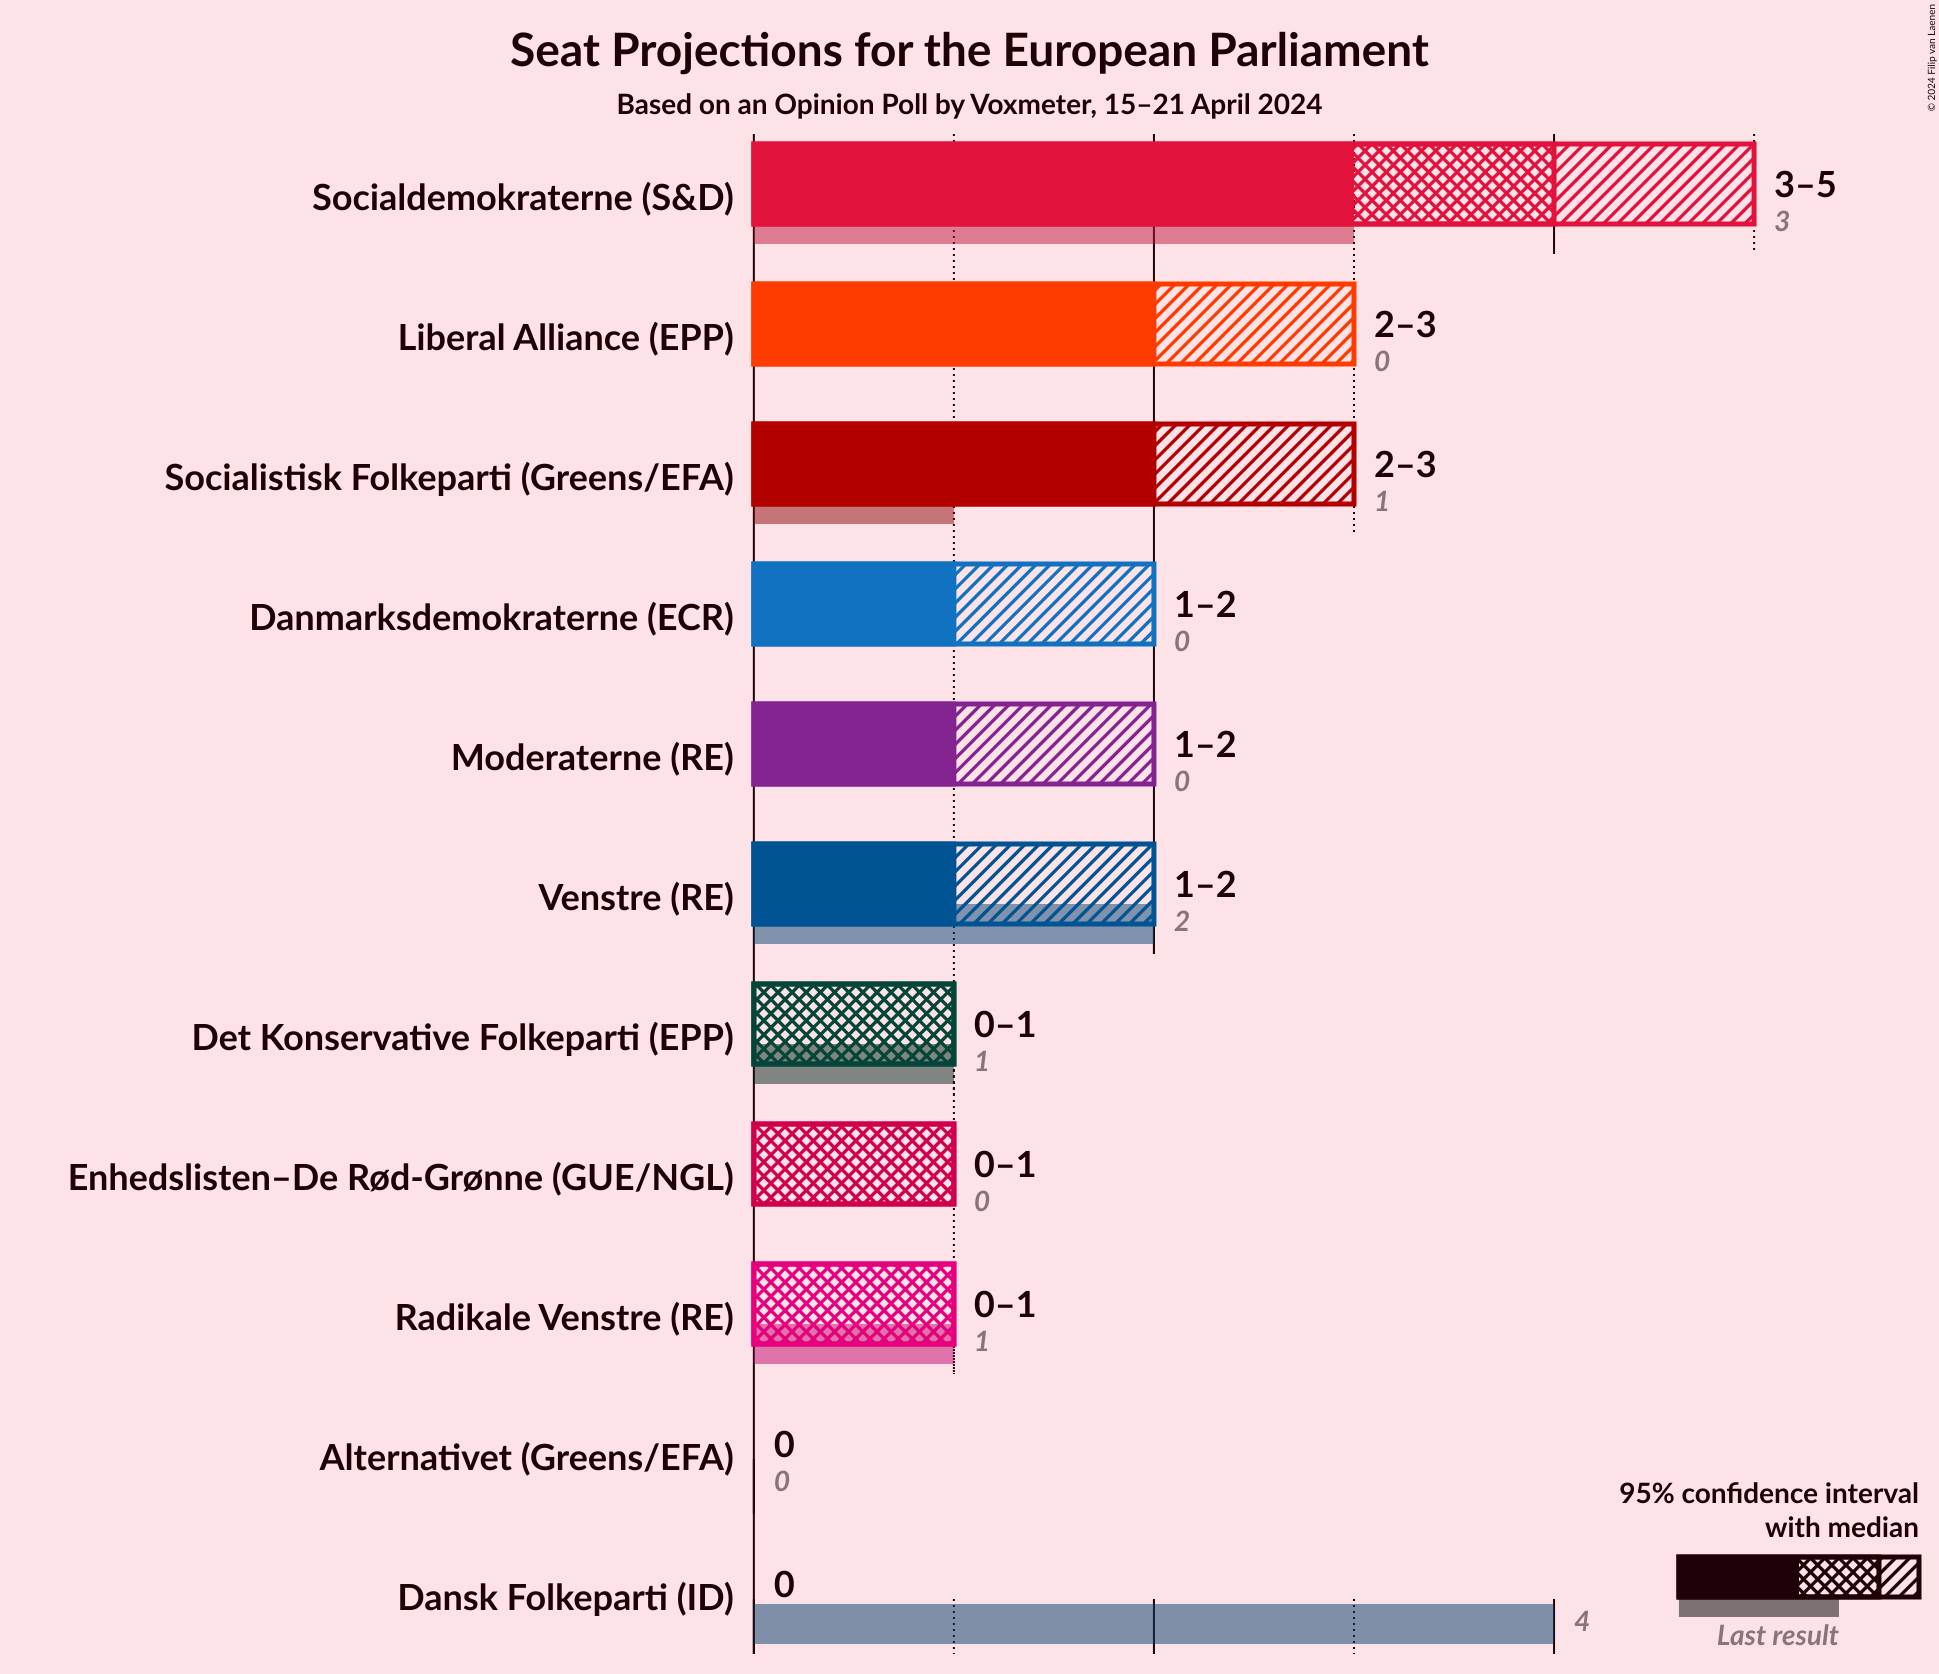 Seat Projections for the European Parliament
Based on an Opinion Poll by Voxmeter, 15–21 April 2024
© 2024 Filip van Laenen
Socialdemokraterne (S&D)
3–5
3
Liberal Alliance (EPP)
2–3
0
Socialistisk Folkeparti (Greens/EFA)
2–3
1
Danmarksdemokraterne (ECR)
1–2
0
Moderaterne (RE)
1–2
0
Venstre (RE)
1–2
2
Det Konservative Folkeparti (EPP)
0–1
1
Enhedslisten–De Rød-Grønne (GUE/NGL)
0–1
0
Radikale Venstre (RE)
0–1
1
Alternativet (Greens/EFA)
0
0
Dansk Folkeparti (ID)
0
4
95% confidence interval
with median
Last result